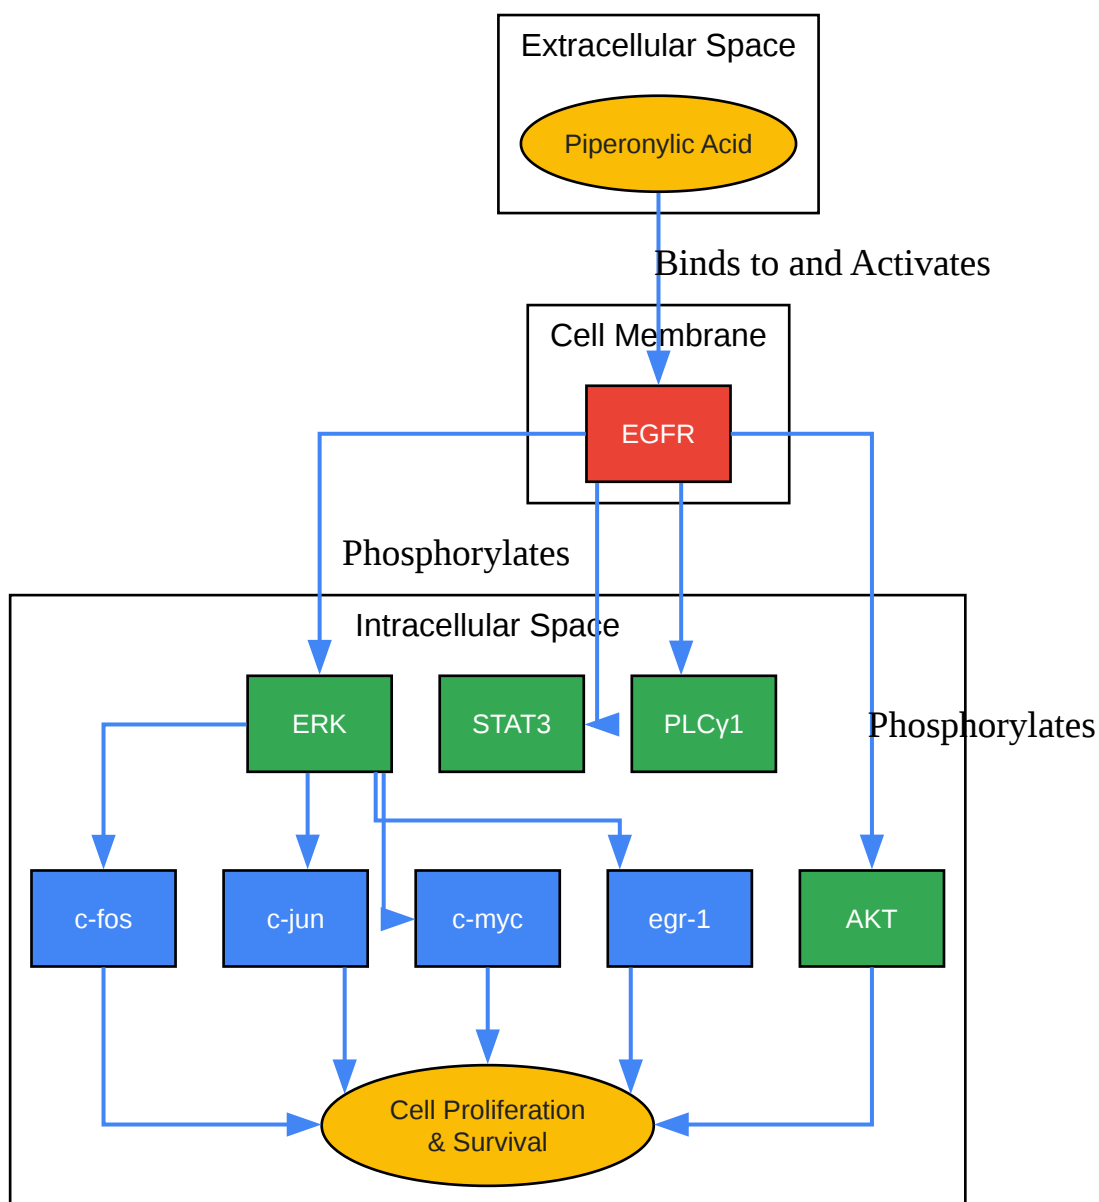 Extracellular Space
Piperonylic Acid
Binds to and Activates
Cell Membrane
EGFR
Phosphorylates
Intracellular Space
ERK
STAT3
PLCγ1
Phosphorylates
c-fos
c-jun
c-myc
egr-1
AKT
Cell Proliferation
& Survival